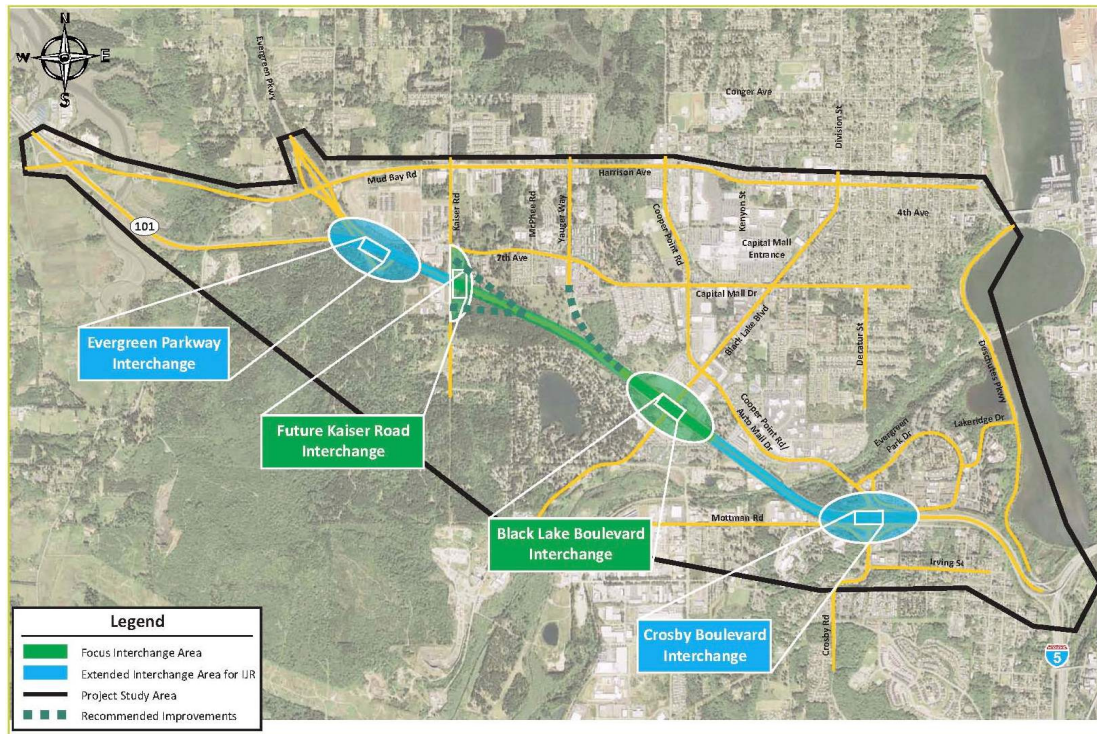 N
W
E
S
Evergreen Pkwy
Conger Ave
Division St
Mud Bay Rd
Harrison Ave
Kaiser Rd
McPhee Rd
Yauger Way
Cooper Point Rd
Kenyon St
4th Ave
101
7th Ave
Capital Mall
Entrance
Capital Mall Dr
Evergreen Parkway
Interchange
Black Lake Blvd
Decatur St
Deschutes Pkwy
Future Kaiser Road
Interchange
Cooper Point Rd/
Auto Mall Dr
Evergreen
Park Dr
Lakeridge Dr
Black Lake Boulevard
Interchange
Mottman Rd
Irving St
Crosby Boulevard
Interchange
Crosby Rd
5
Legend
Focus Interchange Area
Extended Interchange Area for IJR
Project Study Area
Recommended Improvements